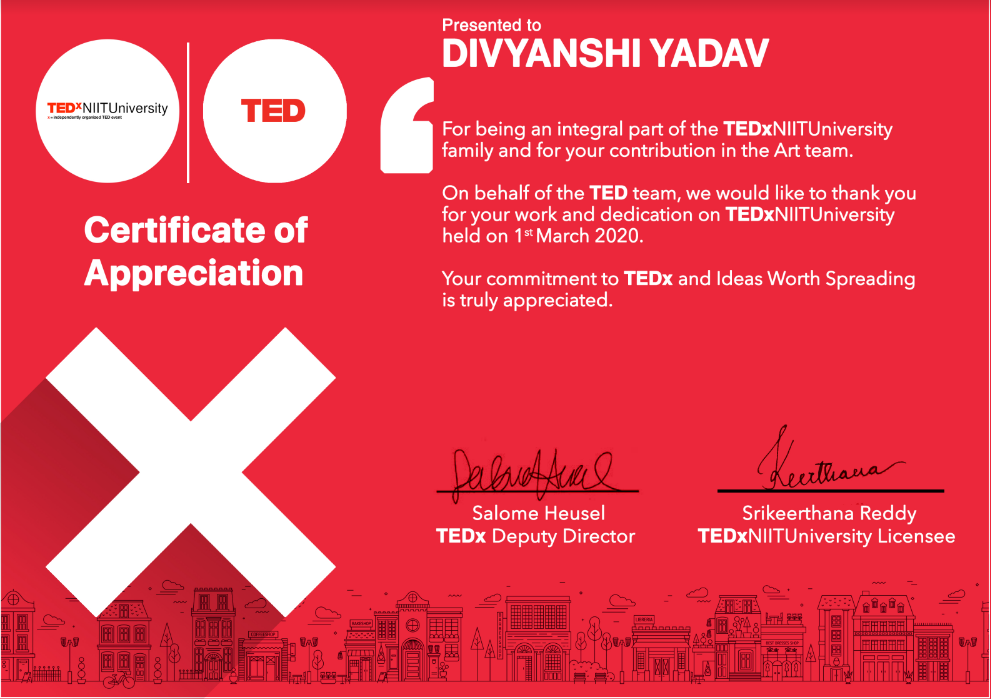 TEDxNIITUniversity
x = independently organized TED event
TED
Certificate of
Appreciation
Presented to
DIVYANSHI YADAV
For being an integral part of the TEDxNIITUniversity
family and for your contribution in the Art team.
On behalf of the TED team, we would like to thank you
for your work and dedication on TEDxNIITUniversity
held on 1st March 2020.
Your commitment to TEDx and Ideas Worth Spreading
is truly appreciated.
Salome Heusel
TEDx Deputy Director
Keerthana
Srikeerthana Reddy
TEDxNIITUniversity Licensee